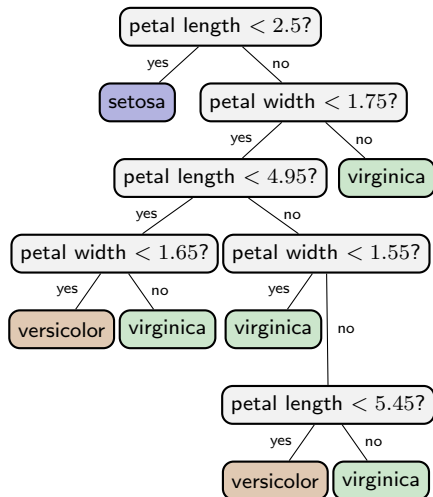 petal length < 2.5?
yes
no
setosa
petal width < 1.75?
yes
no
petal length < 4.95?
virginica
yes
no
petal width < 1.65?
petal width < 1.55?
yes
no
yes
no
versicolor
virginica
virginica
petal length < 5.45?
yes
no
versicolor
virginica